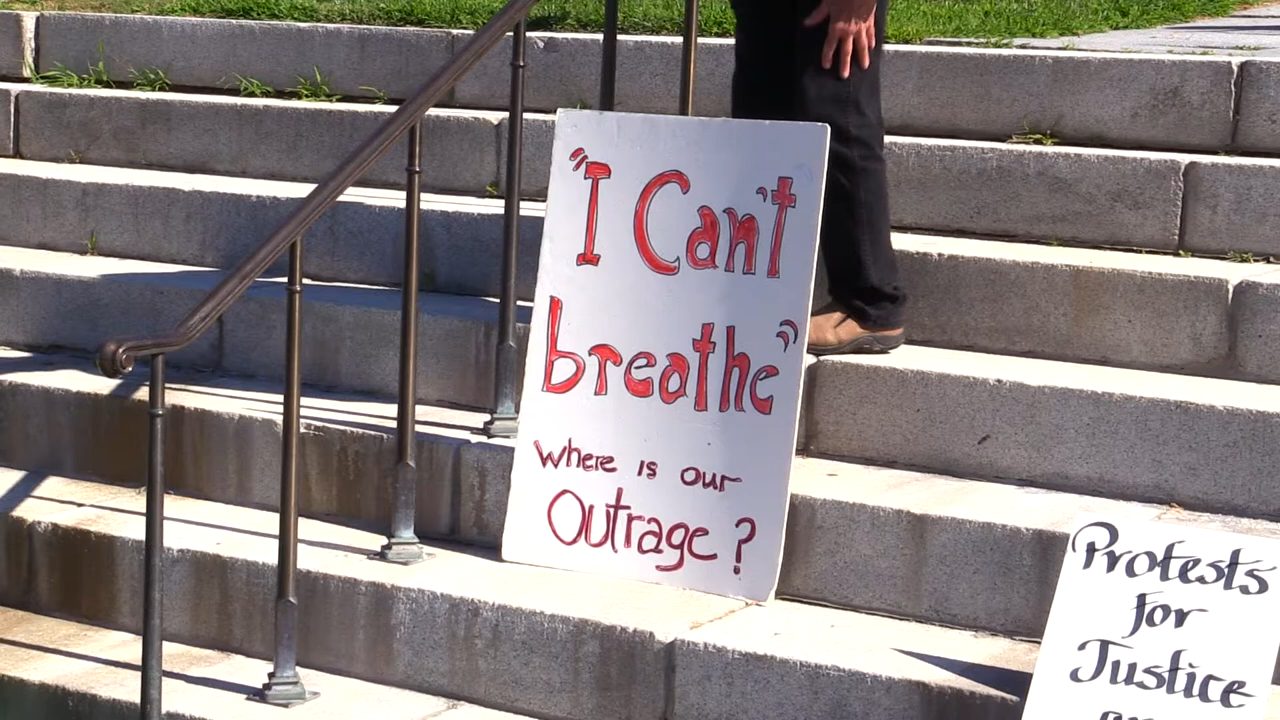 "I Can't
breathe"
Where is our
Outrage?
Protests
for
Justice